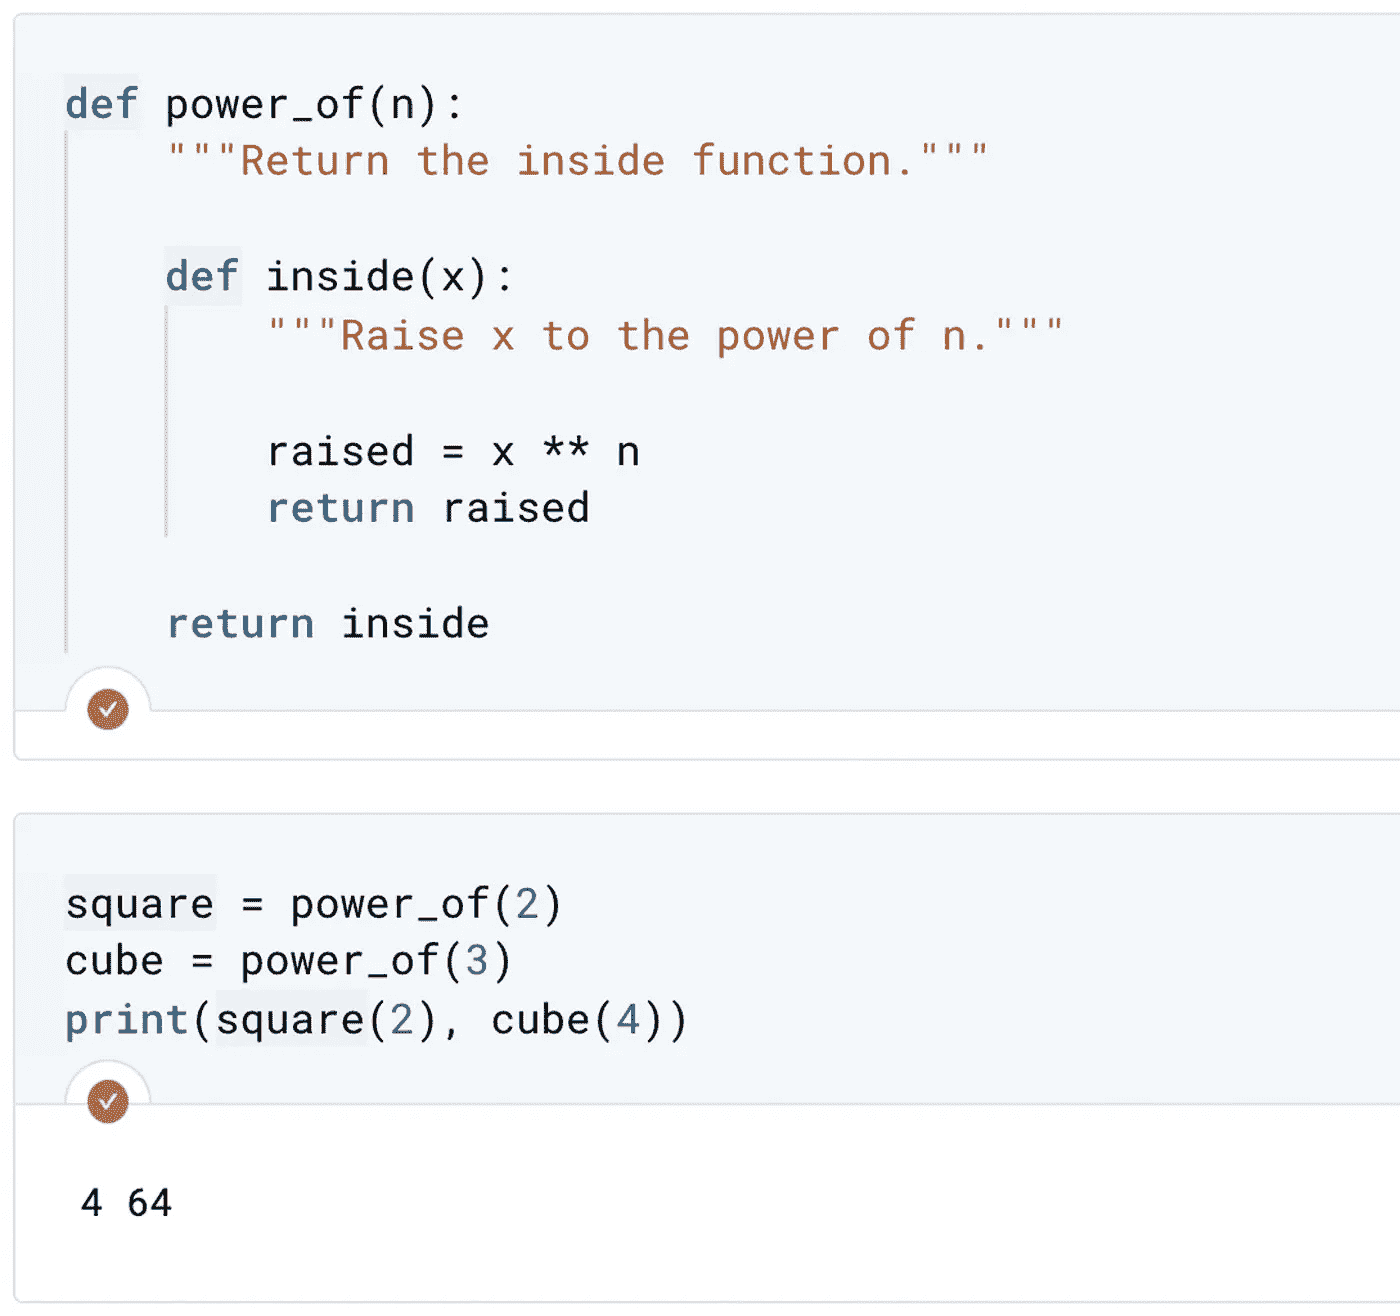 def power_of(n):
    """Return the inside function."""
    def inside(x):
        """Raise x to the power of n."""
        raised = x ** n
        return raised
    return inside
square = power_of(2)
cube = power_of(3)
print(square(2), cube(4))
4 64